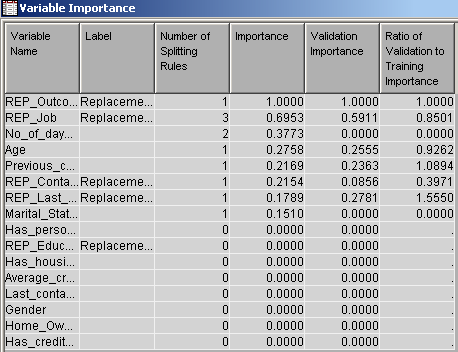 Variable Importance
Variable Name Label Number of Splitting Rules Importance Validation Importance Ratio of Validation to Training Importance
REP_Outco... Replaceme... 1 1.0000 1.0000 1.0000
REP_Job Replaceme... 3 0.6953 0.5911 0.8501
No_of_day... 2 0.3773 0.0000 0.0000
Age 1 0.2758 0.2555 0.9262
Previous_c... 1 0.2169 0.2363 1.0894
REP_Conta... Replaceme... 1 0.2154 0.0856 0.3971
REP_Last_... Replaceme... 1 0.1789 0.2781 1.5550
Marital_Stat... 1 0.1510 0.0000 0.0000
Has_perso... 0 0.0000 0.0000 .
REP_Educ... Replaceme... 0 0.0000 0.0000 .
Has_housi... 0 0.0000 0.0000 .
Average_cr... 0 0.0000 0.0000 .
Last_conta... 0 0.0000 0.0000 .
Gender 0 0.0000 0.0000 .
Home_Ow... 0 0.0000 0.0000 .
Has_credit... 0 0.0000 0.0000 .